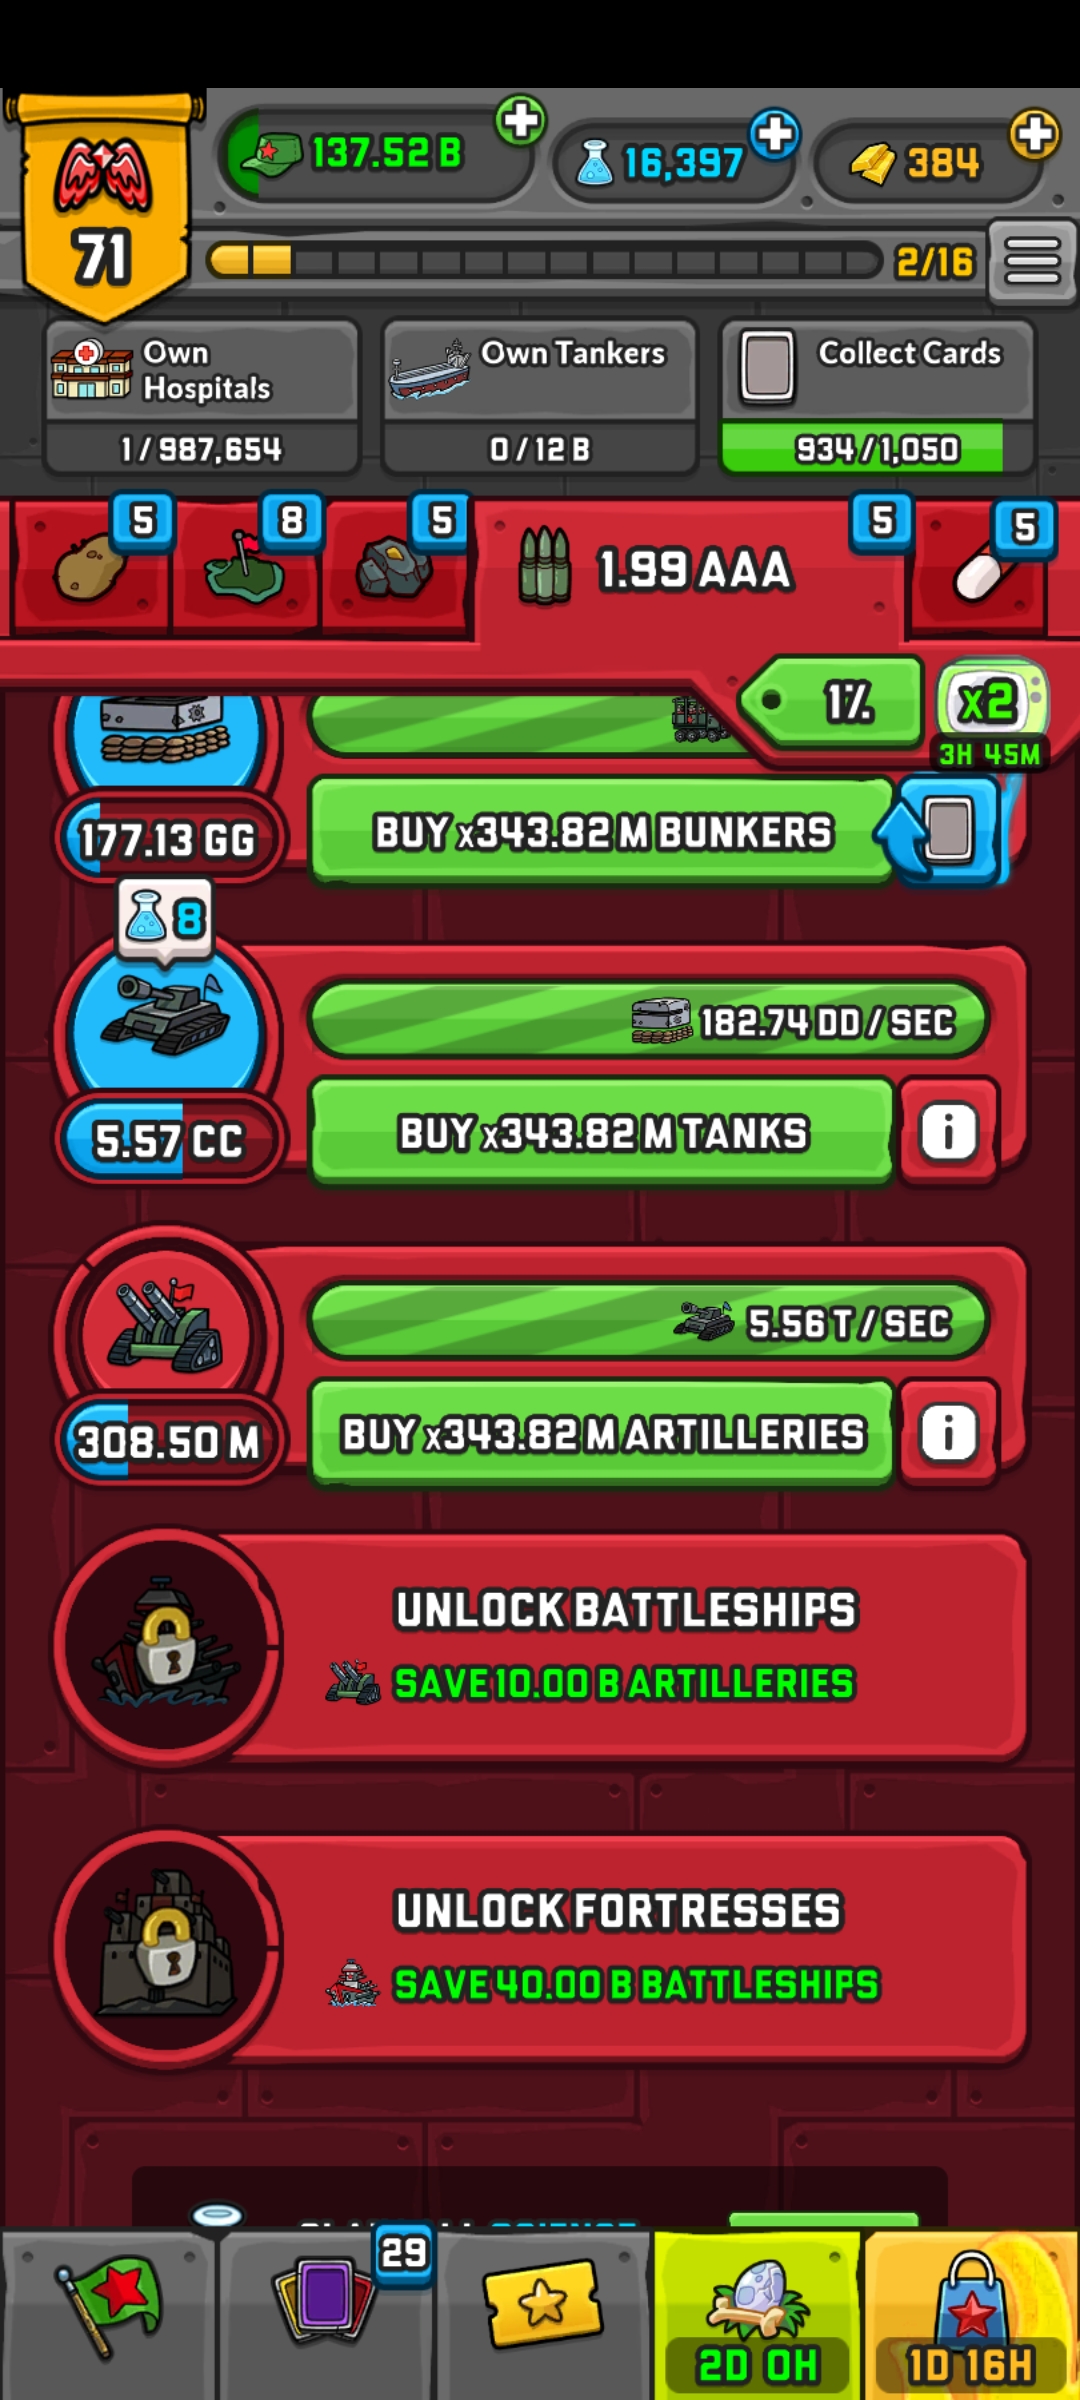 71
137.52 B
16,397
384
2/16
Own Hospitals
1/987,654
Own Tankers
0/12 B
Collect Cards
934/1,050
5
8
5
1.99 AAA
5
5
1%
x2
3H 45M
177.13 GG
BUY x343.82 M BUNKERS
8
182.74 DD/SEC
5.57 CC
BUY x343.82 M TANKS
i
5.56 T/SEC
308.50 M
BUY x343.82 M ARTILLERIES
i
UNLOCK BATTLESHIPS
SAVE 10.00 B ARTILLERIES
UNLOCK FORTRESSES
SAVE 40.00 B BATTLESHIPS
29
2D 0H
1D 16H